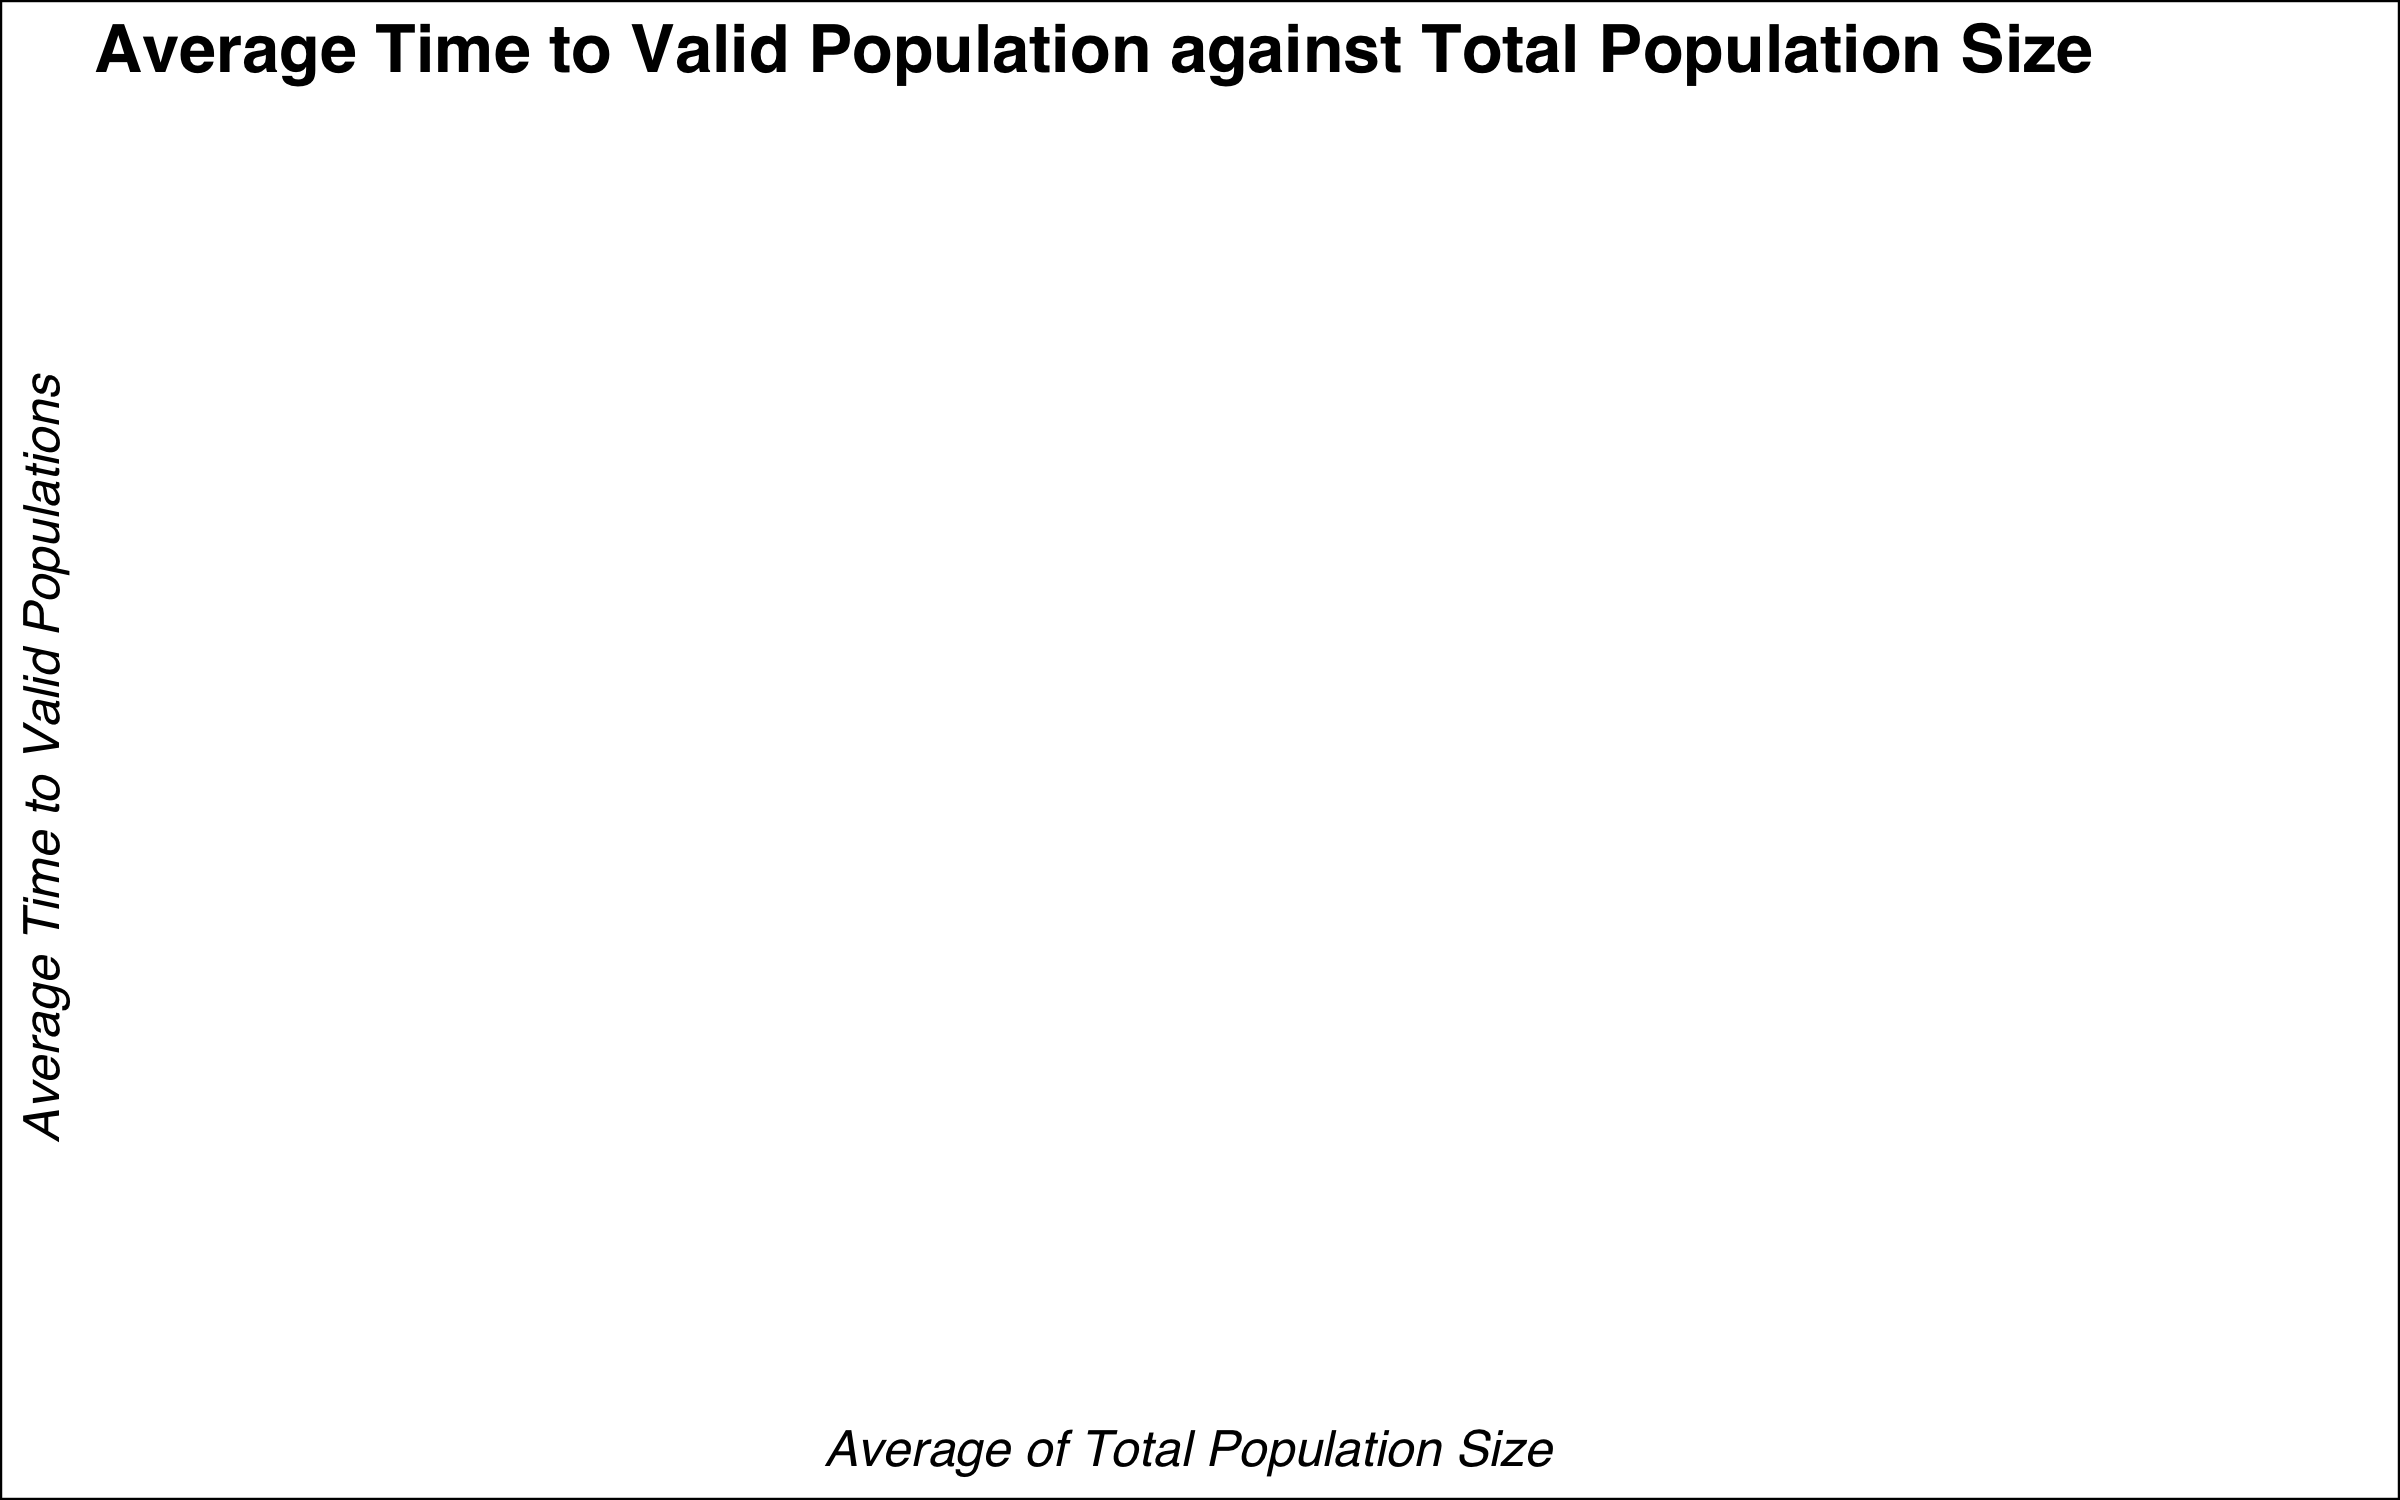 Average Time to Valid Population against Total Population Size
Average Time to Valid Populations
Average of Total Population Size